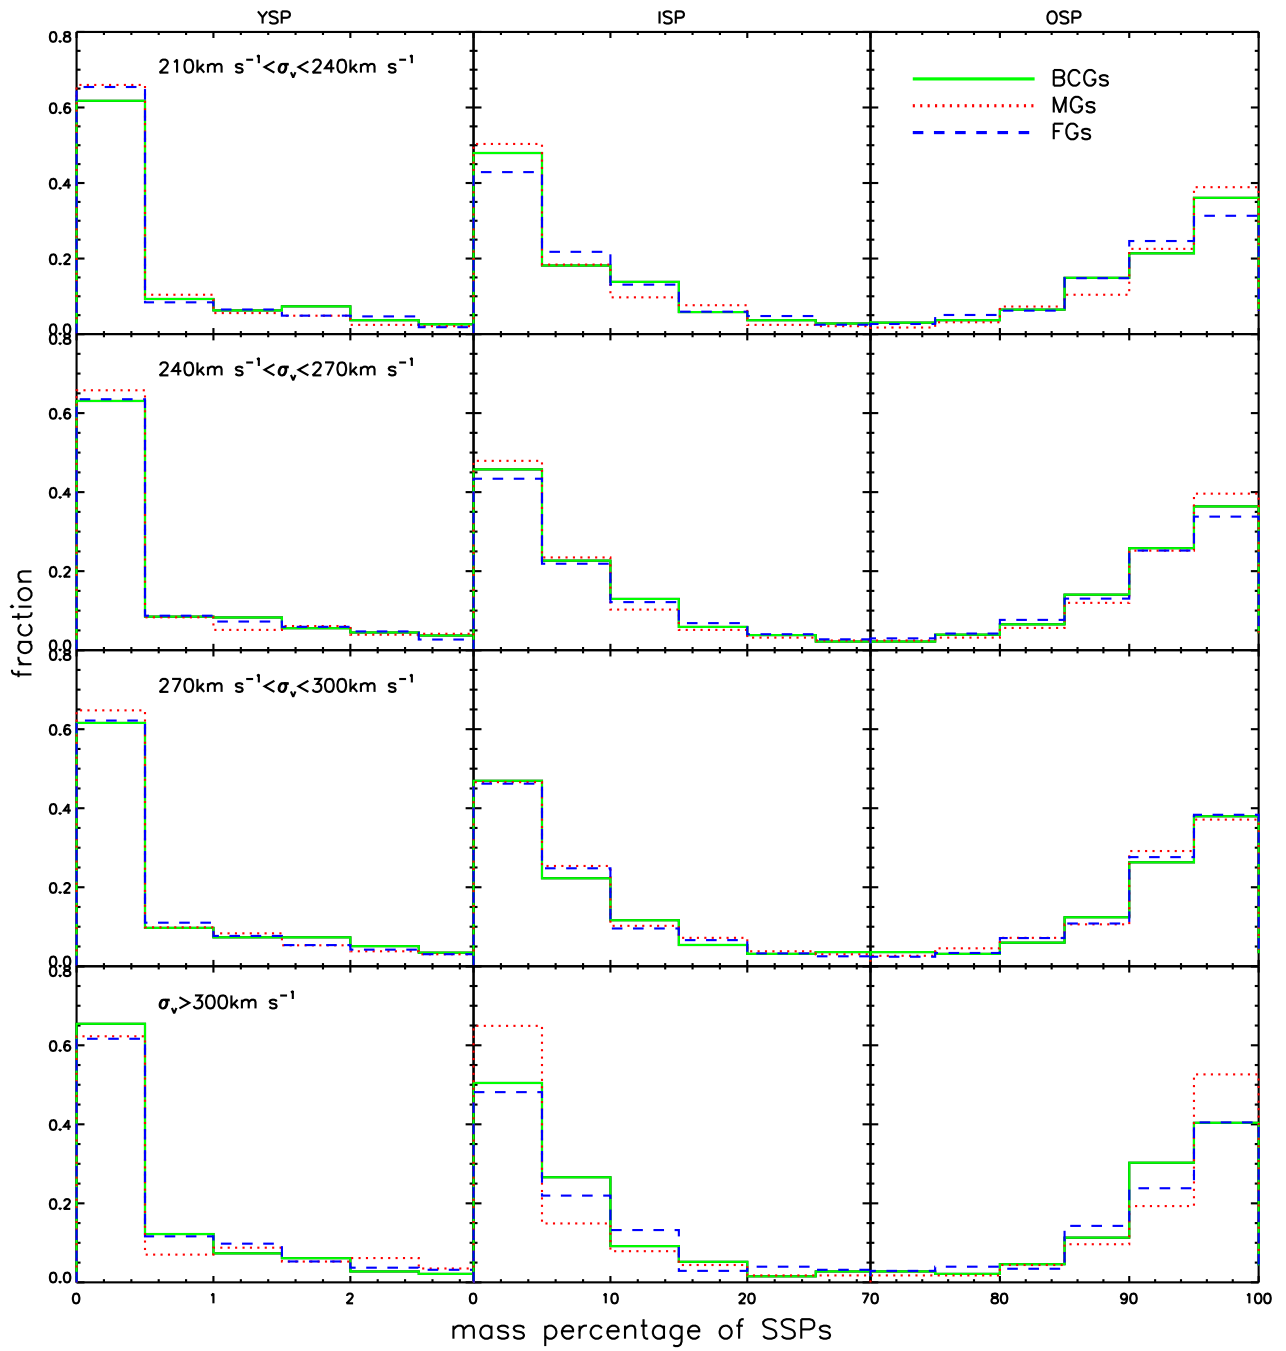 YSP ISP OSP
0.8
210km s⁻¹<σᵥ<240km s⁻¹
BCGs
MGs
FGs
0.6
0.4
0.2
0.0
0.8
240km s⁻¹<σᵥ<270km s⁻¹
0.6
0.4
0.2
0.0
0.8
270km s⁻¹<σᵥ<300km s⁻¹
0.6
0.4
0.2
0.0
0.8
σᵥ>300km s⁻¹
0.6
0.4
0.2
0.0
fraction
0 1 2 0 10 20 70 80 90 100
mass percentage of SSPs